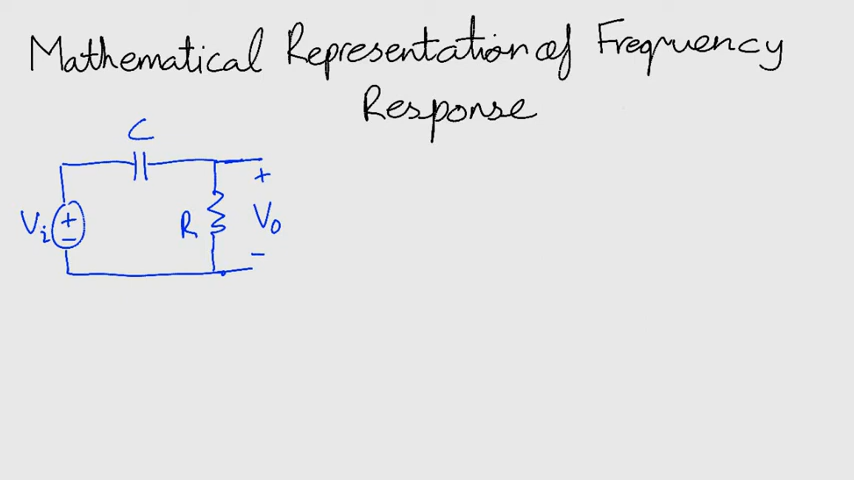 Mathematical Representation of Frequency
Response
C
+
Vi
+
-
R
Vo
-